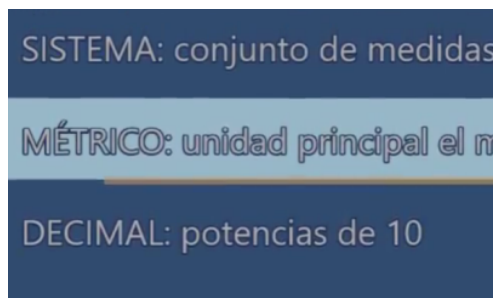 SISTEMA: conjunto de medidas
MÉTRICO: unidad principal el
DECIMAL: potencias de 10